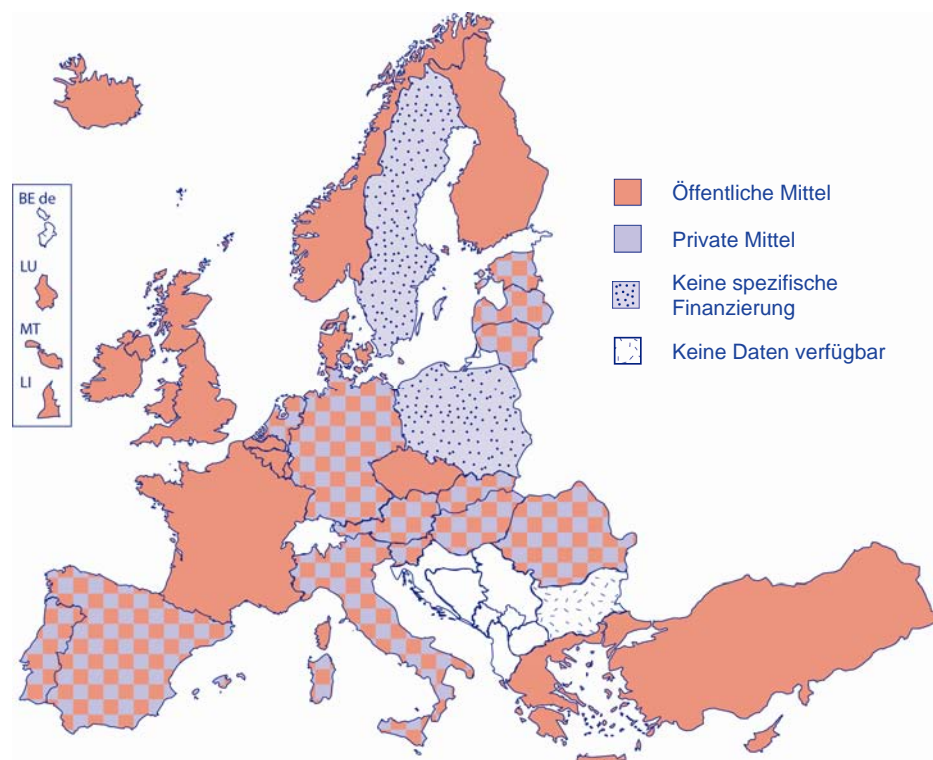 BE de
LU
MT
LI
Öffentliche Mittel
Private Mittel
Keine spezifische
Finanzierung
Keine Daten verfügbar